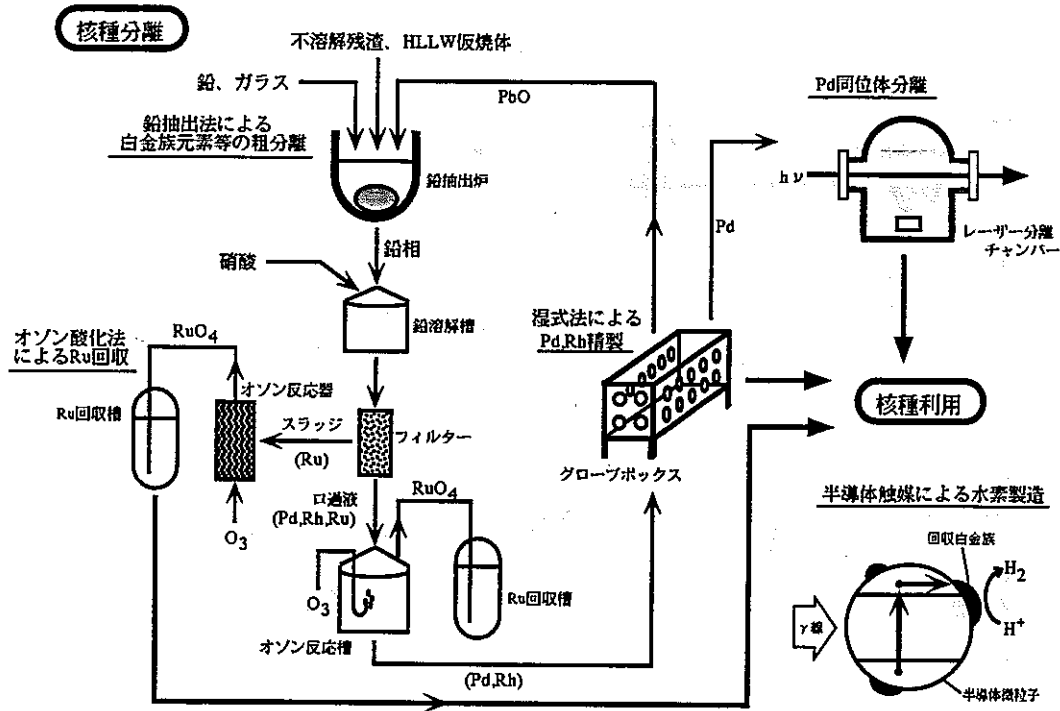 核種分離
不溶解残渣、HLLW仮焼体
鉛、ガラス
PbO
鉛抽出法による
白金族元素等の粗分離
鉛抽出炉
鉛相
硝酸
鉛溶解槽
オゾン酸化法
によるRu回収
RuO4
オゾン反応器
Ru回収槽
スラッジ
(Ru)
フィルター
O3
口過液
(Pd,Rh,Ru)
RuO4
O3
Ru回収槽
オゾン反応槽
(Pd,Rh)
湿式法による
Pd,Rh精製
グローブボックス
Pd
Pd同位体分離
hν
レーザー分離
チャンバー
核種利用
半導体触媒による水素製造
回収白金族
H2
H+
γ線
半導体微粒子